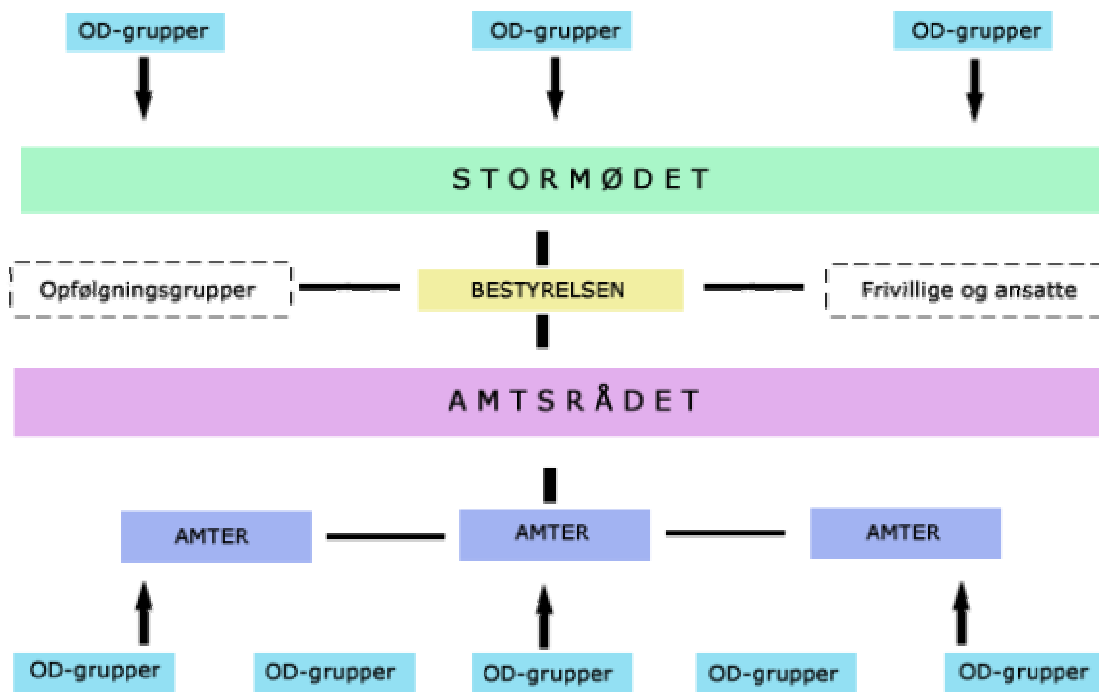 OD-grupper
OD-grupper
OD-grupper
STORMØDET
Opfølgningsgrupper
BESTYRELSEN
Frivillige og ansatte
AMTSRÅDET
AMTER
AMTER
AMTER
OD-grupper
OD-grupper
OD-grupper
OD-grupper
OD-grupper